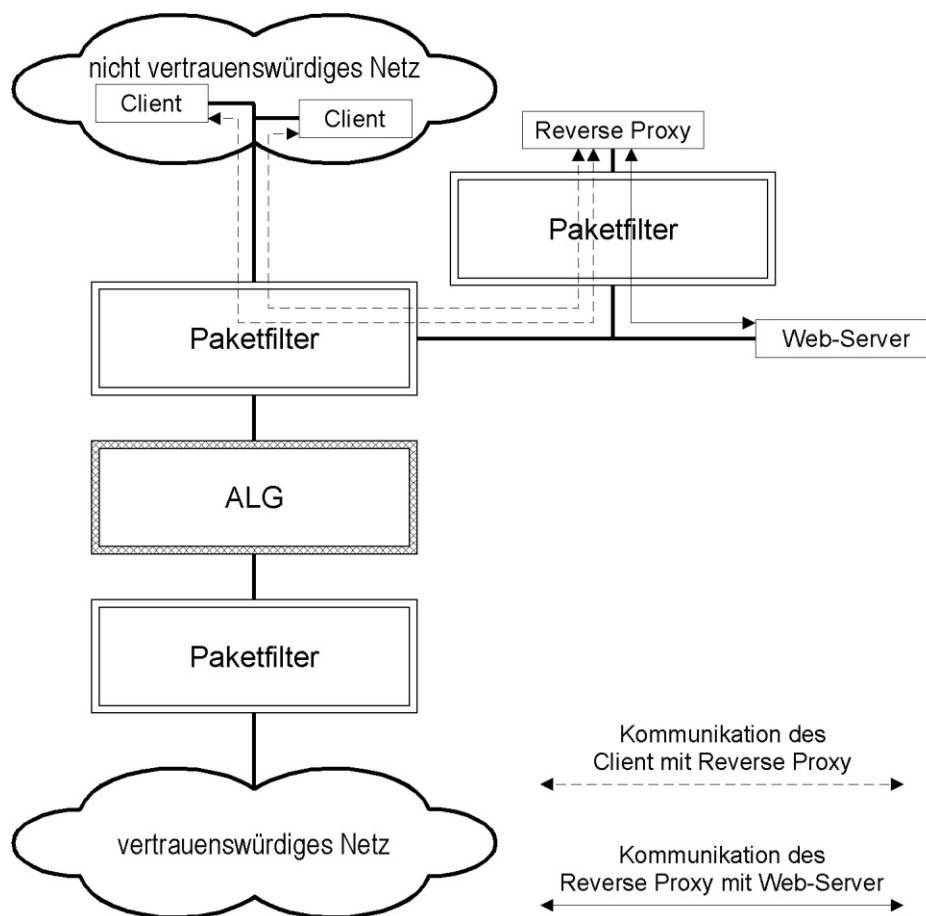 nicht vertrauenswürdiges Netz
Client
Client
Reverse Proxy
Paketfilter
Paketfilter
Web-Server
ALG
Paketfilter
vertrauenswürdiges Netz
Kommunikation des
Client mit Reverse Proxy
Kommunikation des
Reverse Proxy mit Web-Server